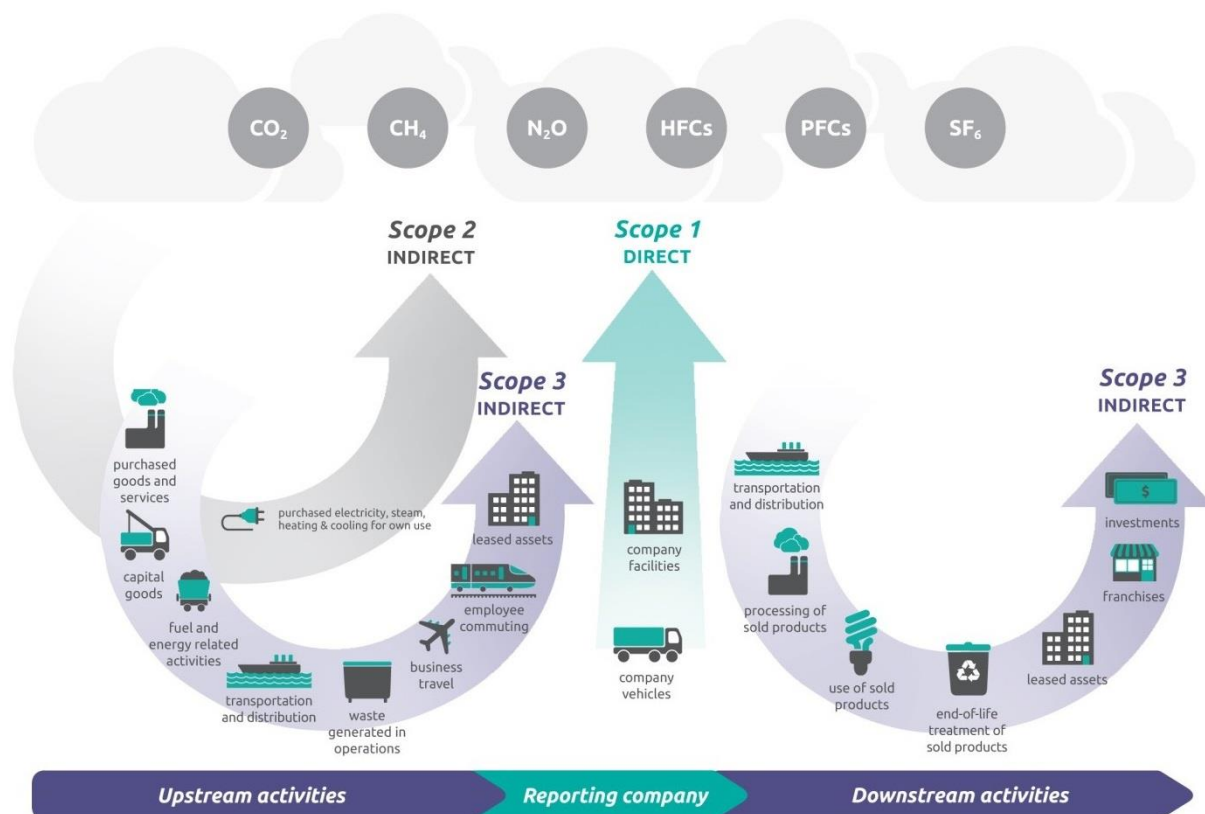 CO₂
CH₄
N₂O
HFCs
PFCs
SF₆
Scope 2
INDIRECT
Scope 1
DIRECT
Scope 3
INDIRECT
Scope 3
INDIRECT
purchased
goods and
services
capital
goods
fuel and
energy related
activities
transportation
and distribution
waste
generated in
operations
business
travel
employee
commuting
leased assets
purchased electricity, steam,
heating & cooling for own use
company
facilities
company
vehicles
transportation
and distribution
processing of
sold products
use of sold
products
end-of-life
treatment of
sold products
leased assets
franchises
$
investments
Upstream activities
Reporting company
Downstream activities